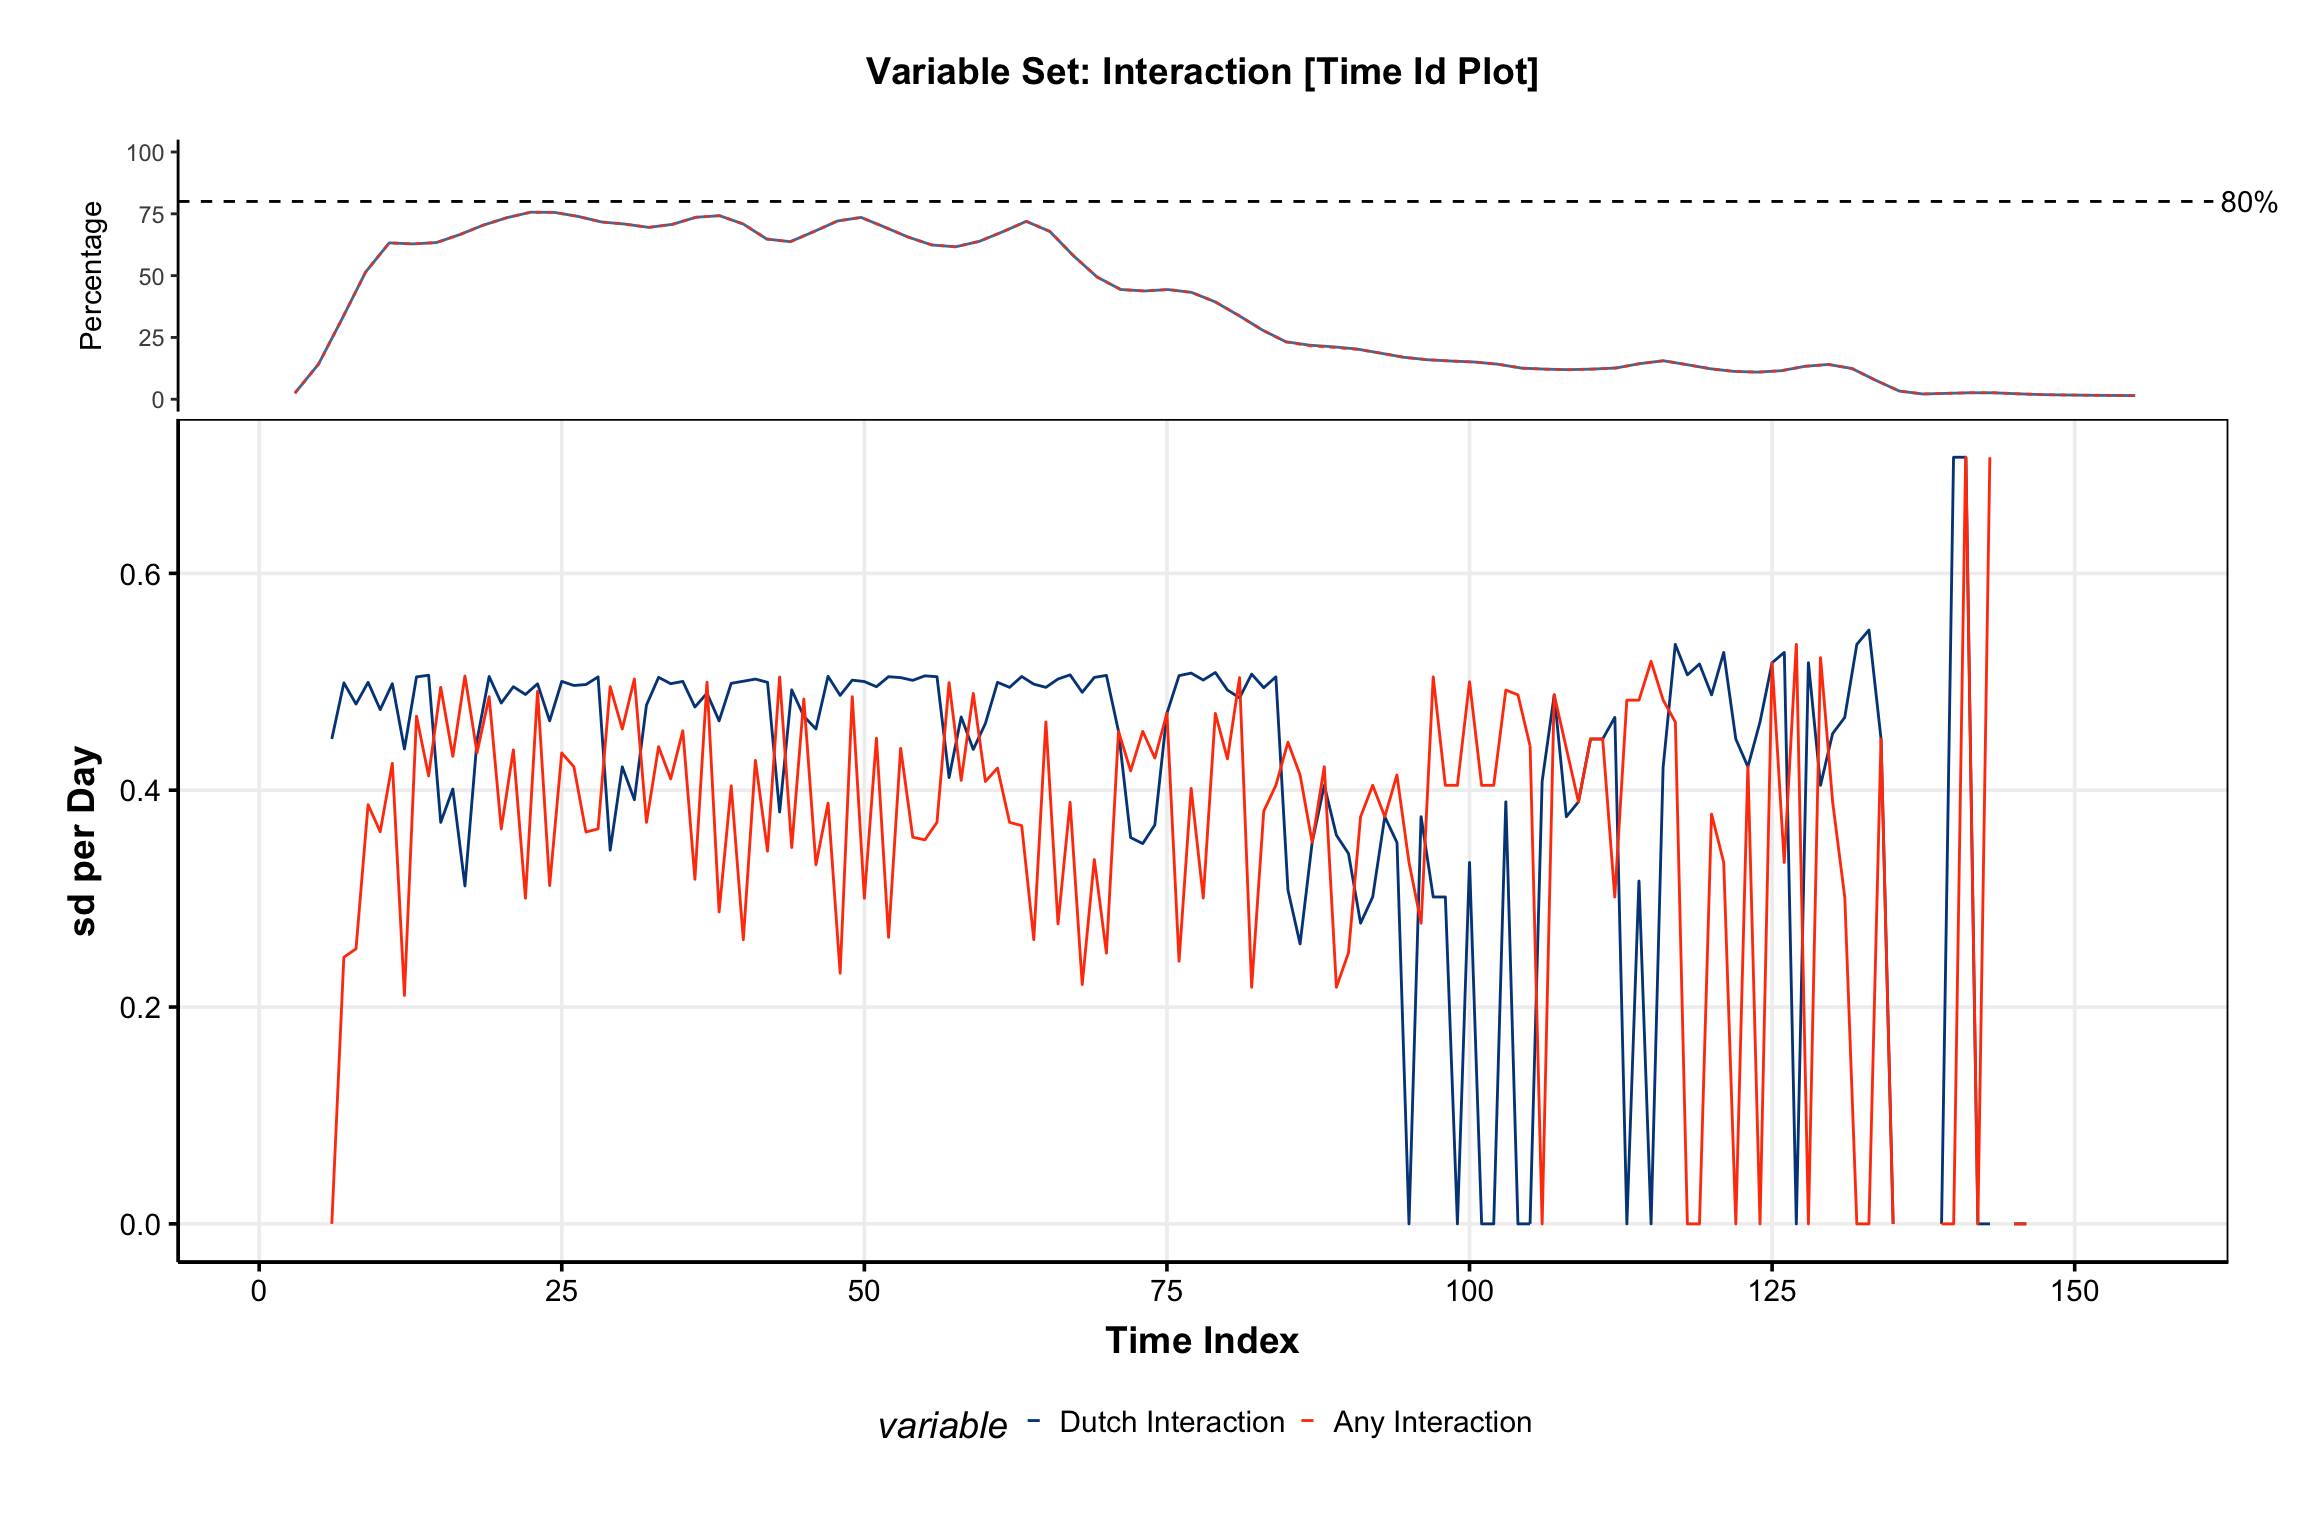 Variable Set: Interaction [Time Id Plot]
Percentage
100
75
50
25
0
80%
sd per Day
0.6
0.4
0.2
0.0
0 25 50 75 100 125 150
Time Index
variable Dutch Interaction Any Interaction